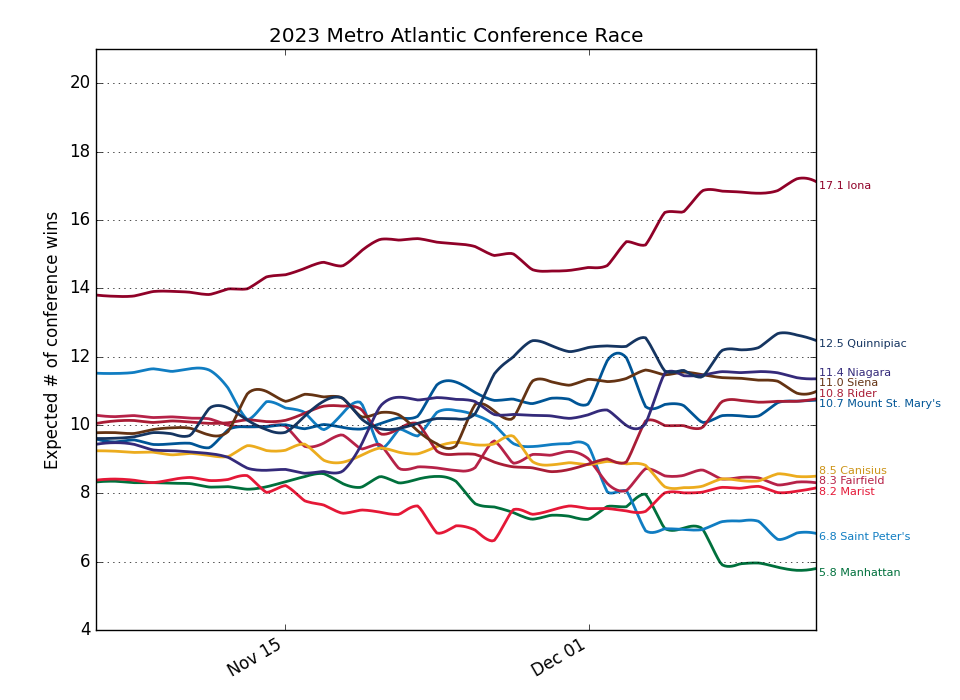 2023 Metro Atlantic Conference Race
Expected # of conference wins
20
18
16
14
12
10
8
6
4
Nov 15
Dec 01
17.1 Iona
12.5 Quinnipiac
11.4 Niagara
11.0 Siena
10.8 Rider
10.7 Mount St. Mary's
8.5 Canisius
8.3 Fairfield
8.2 Marist
6.8 Saint Peter's
5.8 Manhattan